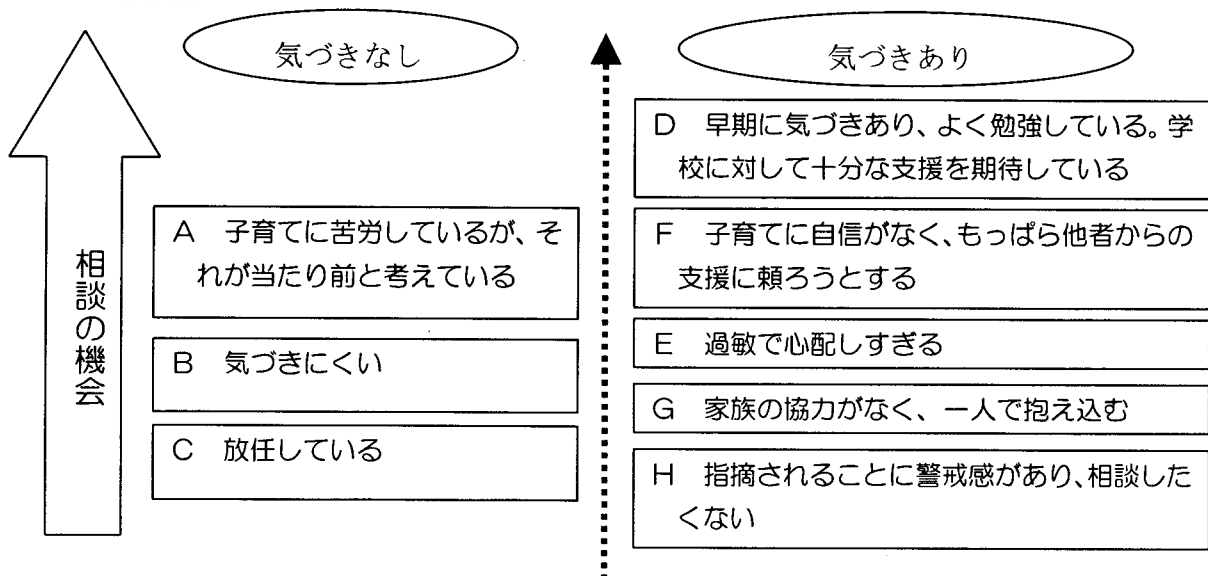 気づきなし
気づきあり
相談の機会
A 子育てに苦労しているが、そ
れが当たり前と考えている
B 気づきにくい
C 放任している
D 早期に気づきあり、よく勉強している。学
校に対して十分な支援を期待している
F 子育てに自信がなく、もっぱら他者からの
支援に頼ろうとする
E 過敏で心配しすぎる
G 家族の協力がなく、一人で抱え込む
H 指摘されることに警戒感があり、相談した
くない